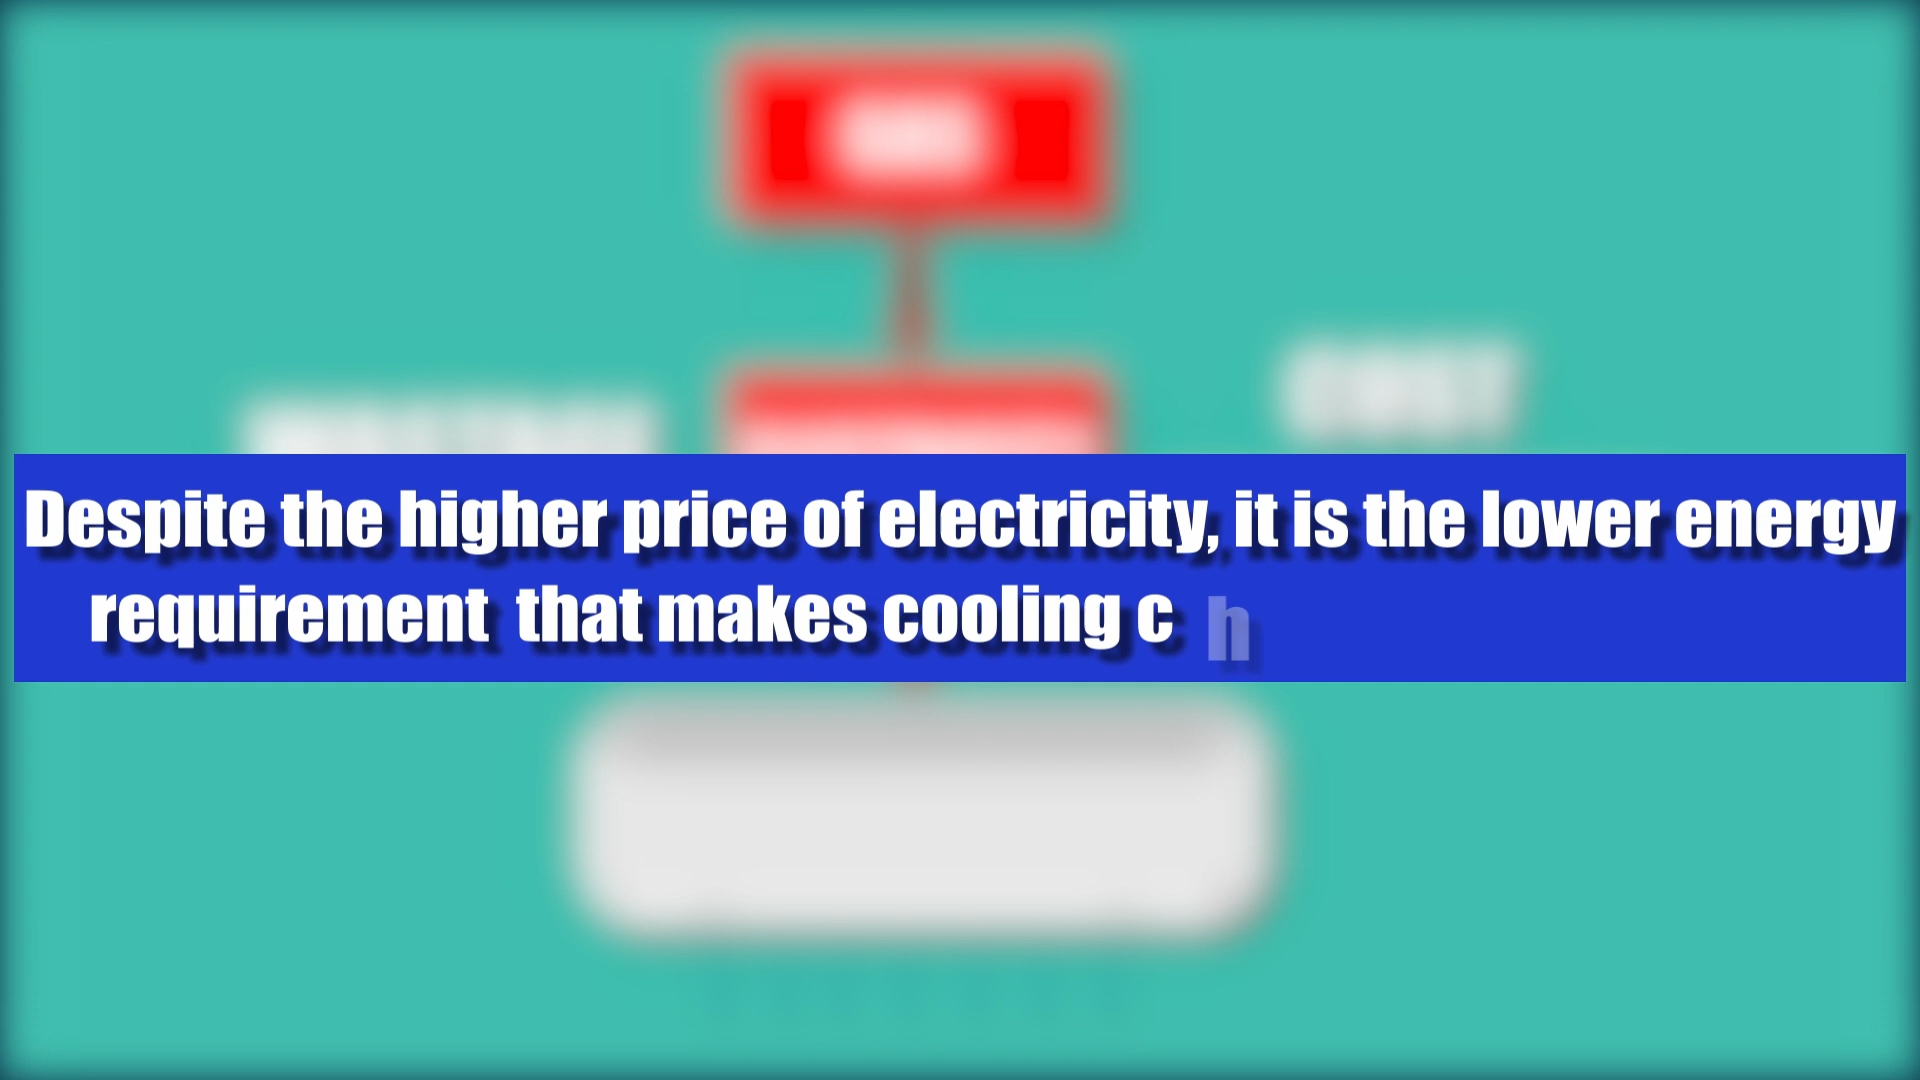 Despite the higher price of electricity, it is the lower energy
requirement that makes cooling c h